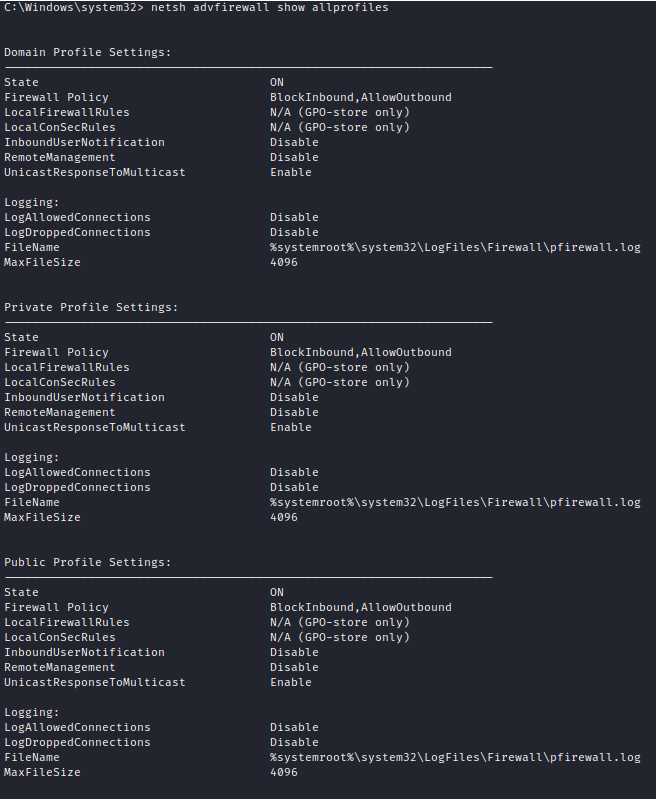 C:\Windows\system32> netsh advfirewall show allprofiles
Domain Profile Settings:
----------------------------------------------------------------------
State ON
Firewall Policy BlockInbound,AllowOutbound
LocalFirewallRules N/A (GPO-store only)
LocalConSecRules N/A (GPO-store only)
InboundUserNotification Disable
RemoteManagement Disable
UnicastResponseToMulticast Enable
Logging:
LogAllowedConnections Disable
LogDroppedConnections Disable
FileName %systemroot%\system32\LogFiles\Firewall\pfirewall.log
MaxFileSize 4096
Private Profile Settings:
----------------------------------------------------------------------
State ON
Firewall Policy BlockInbound,AllowOutbound
LocalFirewallRules N/A (GPO-store only)
LocalConSecRules N/A (GPO-store only)
InboundUserNotification Disable
RemoteManagement Disable
UnicastResponseToMulticast Enable
Logging:
LogAllowedConnections Disable
LogDroppedConnections Disable
FileName %systemroot%\system32\LogFiles\Firewall\pfirewall.log
MaxFileSize 4096
Public Profile Settings:
----------------------------------------------------------------------
State ON
Firewall Policy BlockInbound,AllowOutbound
LocalFirewallRules N/A (GPO-store only)
LocalConSecRules N/A (GPO-store only)
InboundUserNotification Disable
RemoteManagement Disable
UnicastResponseToMulticast Enable
Logging:
LogAllowedConnections Disable
LogDroppedConnections Disable
FileName %systemroot%\system32\LogFiles\Firewall\pfirewall.log
MaxFileSize 4096